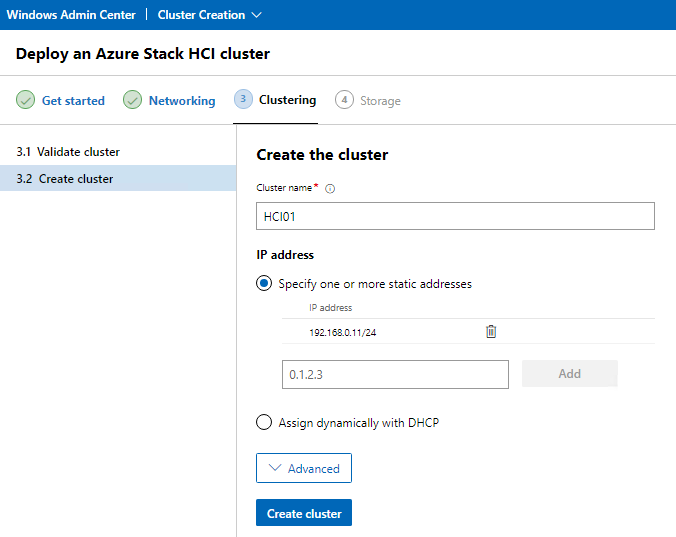 Windows Admin Center | Cluster Creation
Deploy an Azure Stack HCI cluster
Get started Networking 3 Clustering 4 Storage
3.1 Validate cluster
3.2 Create cluster
Create the cluster
Cluster name*
HCI01
IP address
Specify one or more static addresses
IP address
192.168.0.11/24
0.1.2.3 Add
Assign dynamically with DHCP
Advanced
Create cluster